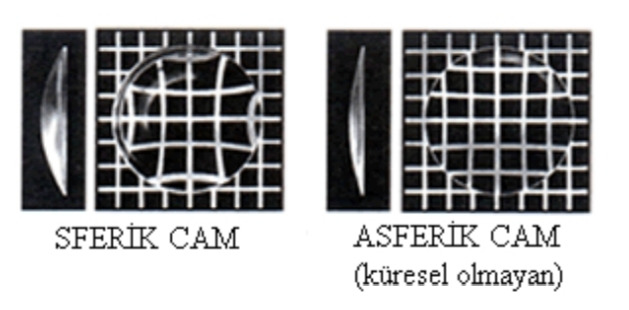 SFERİK CAM
ASFERİK CAM
(küresel olmayan)